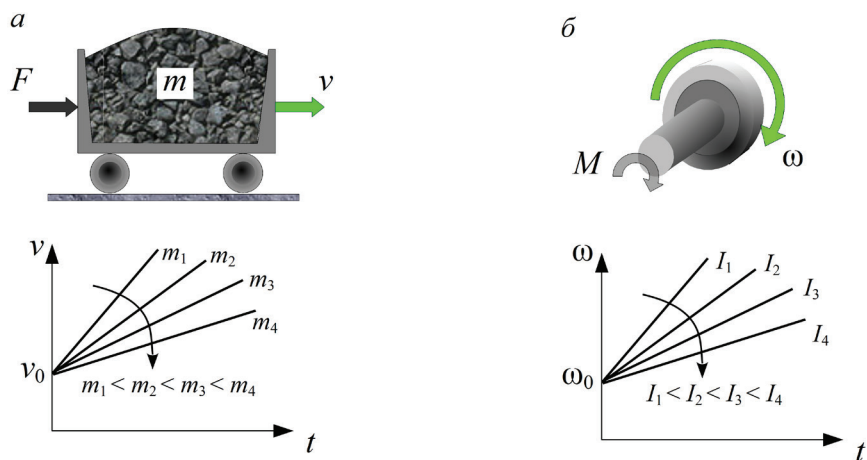 а
F
m
v
б
M
ω
v
m₁
m₂
m₃
m₄
v₀
m₁ < m₂ < m₃ < m₄
t
ω
I₁
I₂
I₃
I₄
ω₀
I₁ < I₂ < I₃ < I₄
t